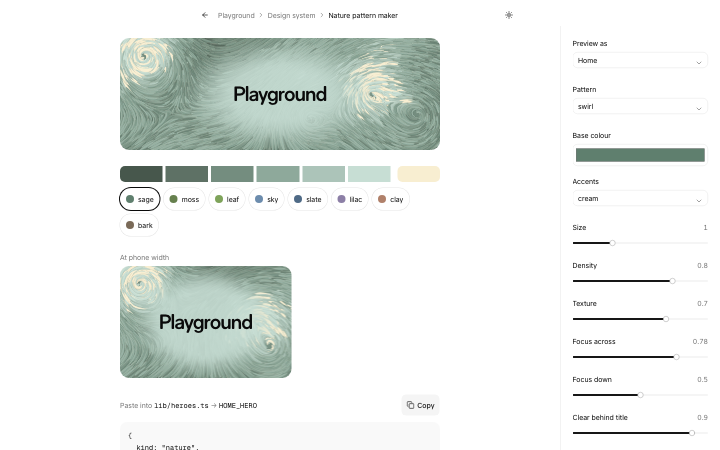 Playground > Design system > Nature pattern maker
Playground
sage
moss
leaf
sky
slate
lilac
clay
bark
At phone width
Playground
Paste into lib/heroes.ts → HOME_HERO
Copy
{
kind: "nature",
Preview as
Home
Pattern
swirl
Base colour
Accents
cream
Size 1
Density 0.8
Texture 0.7
Focus across 0.78
Focus down 0.5
Clear behind title 0.9